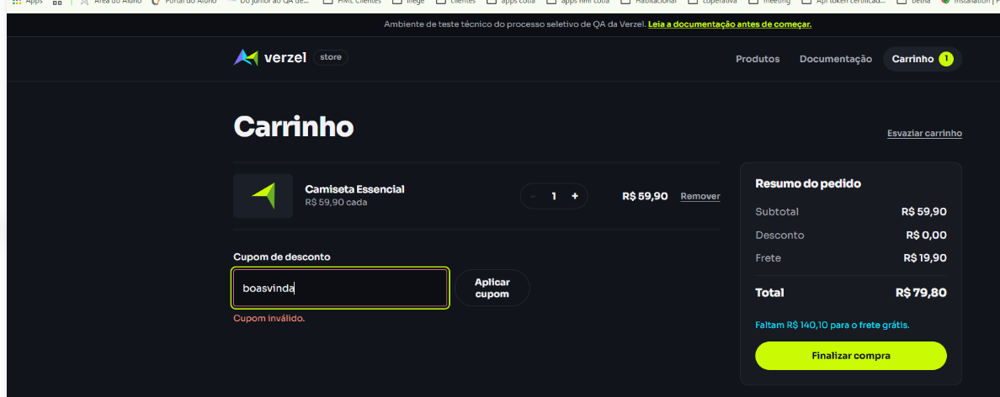 Apps
Área do Aluno
Portal do Aluno
Do júnior ao QA de...
HML Clientes
illege
clientes
apps cotia
apps hml cotia
Habitacional
coperativa
meeting
Api token certificad...
betha
Installation | P
Ambiente de teste técnico do processo seletivo de QA da Verzel. Leia a documentação antes de começar.
verzel store
Produtos Documentação Carrinho 1
Carrinho
Esvaziar carrinho
Camiseta Essencial
R$ 59,90 cada
- 1 +
R$ 59,90 Remover
Cupom de desconto
boasvinda
Aplicar
cupom
Cupom inválido.
Resumo do pedido
Subtotal R$ 59,90
Desconto R$ 0,00
Frete R$ 19,90
Total R$ 79,80
Faltam R$ 140,10 para o frete grátis.
Finalizar compra